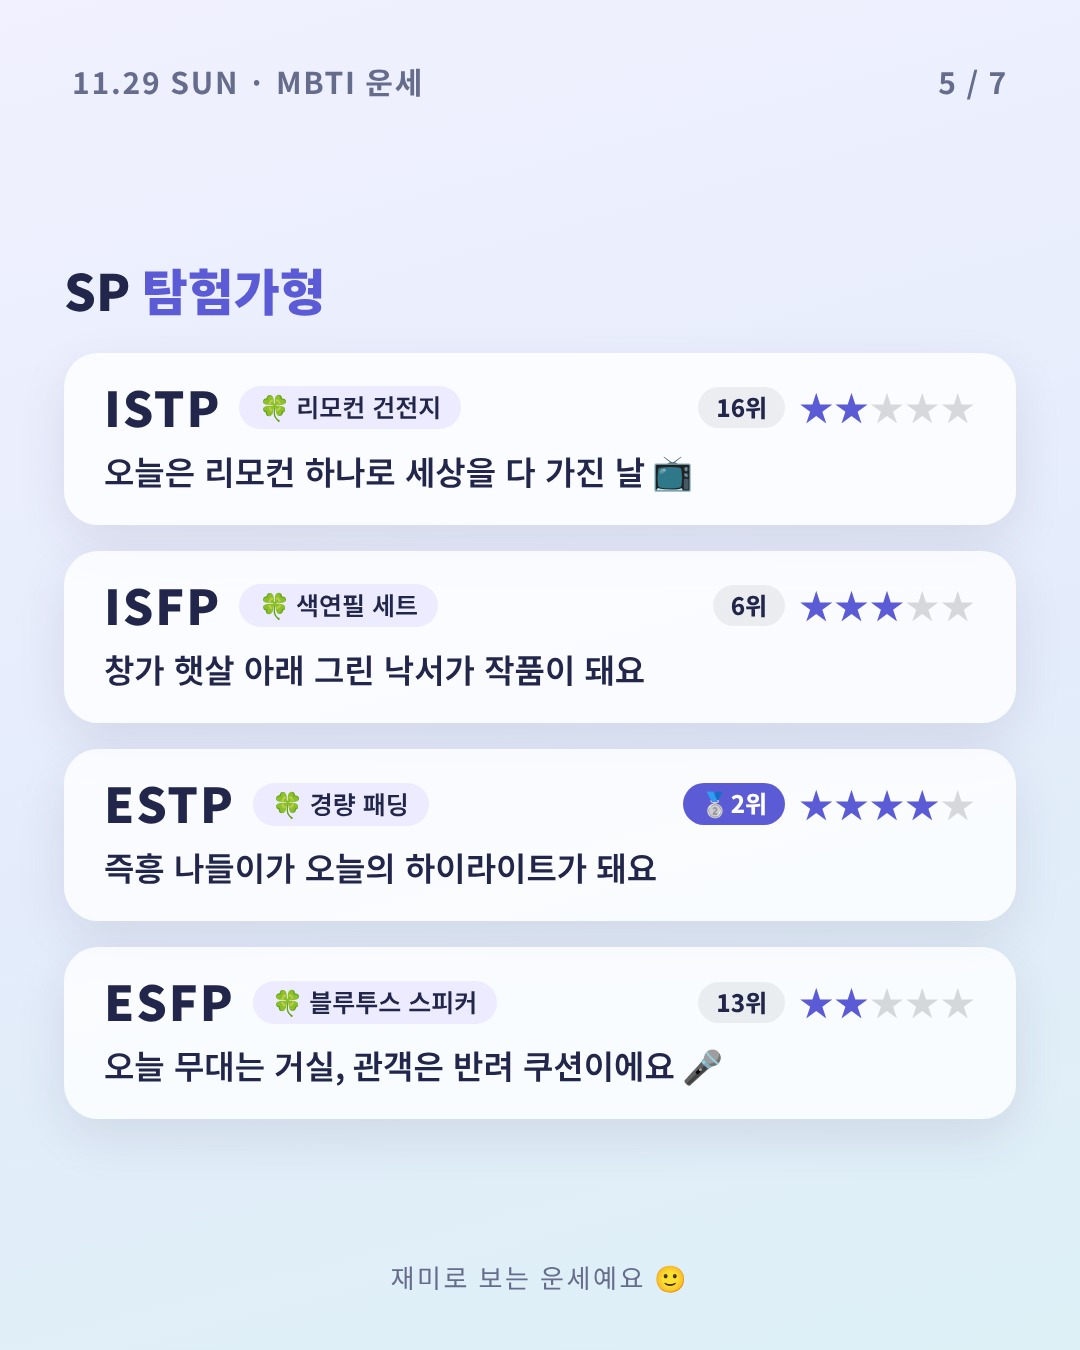 11.29 SUN · MBTI 운세
5 / 7
SP 탐험가형
ISTP 🍀 리모컨 건전지 16위 ★★★★★
오늘은 리모컨 하나로 세상을 다 가진 날 📺
ISFP 🍀 색연필 세트 6위 ★★★★★
창가 햇살 아래 그린 낙서가 작품이 돼요
ESTP 🍀 경량 패딩 🥈 2위 ★★★★★
즉흥 나들이가 오늘의 하이라이트가 돼요
ESFP 🍀 블루투스 스피커 13위 ★★★★★
오늘 무대는 거실, 관객은 반려 쿠션이에요 🎤
재미로 보는 운세예요 🙂